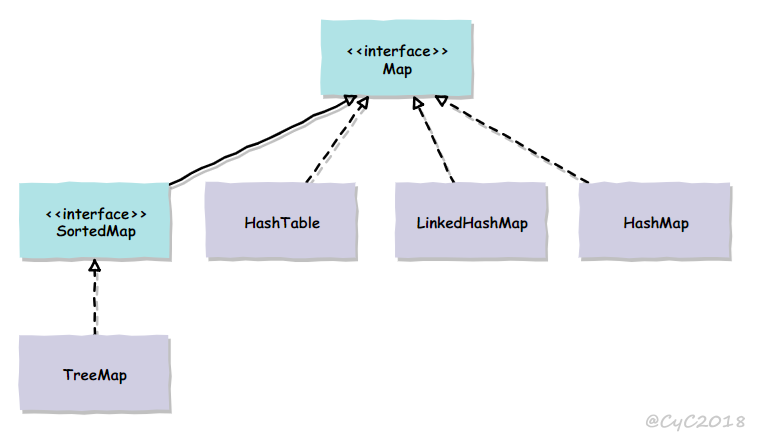 <<interface>>
Map
<<interface>>
SortedMap
HashTable
LinkedHashMap
HashMap
TreeMap
@CyC2018